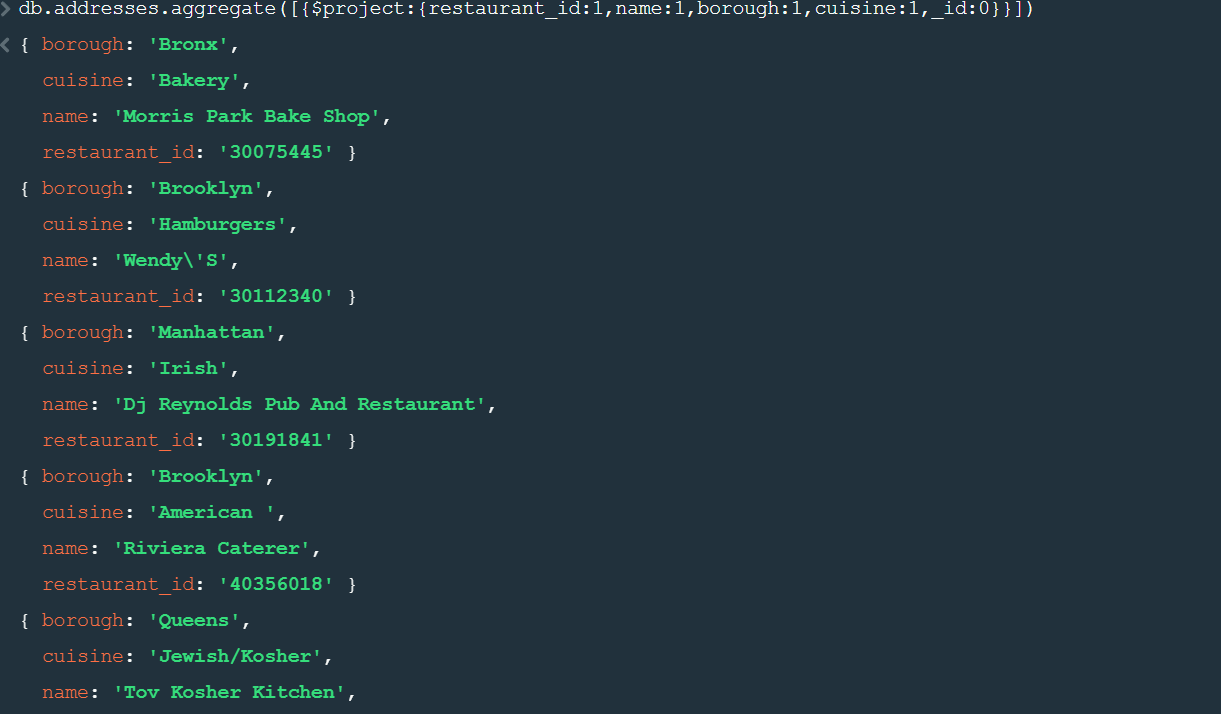 > db.addresses.aggregate([{$project:{restaurant_id:1,name:1,borough:1,cuisine:1,_id:0}}])
< { borough: 'Bronx',
cuisine: 'Bakery',
name: 'Morris Park Bake Shop',
restaurant_id: '30075445' }
{ borough: 'Brooklyn',
cuisine: 'Hamburgers',
name: 'Wendy\'S',
restaurant_id: '30112340' }
{ borough: 'Manhattan',
cuisine: 'Irish',
name: 'Dj Reynolds Pub And Restaurant',
restaurant_id: '30191841' }
{ borough: 'Brooklyn',
cuisine: 'American ',
name: 'Riviera Caterer',
restaurant_id: '40356018' }
{ borough: 'Queens',
cuisine: 'Jewish/Kosher',
name: 'Tov Kosher Kitchen',